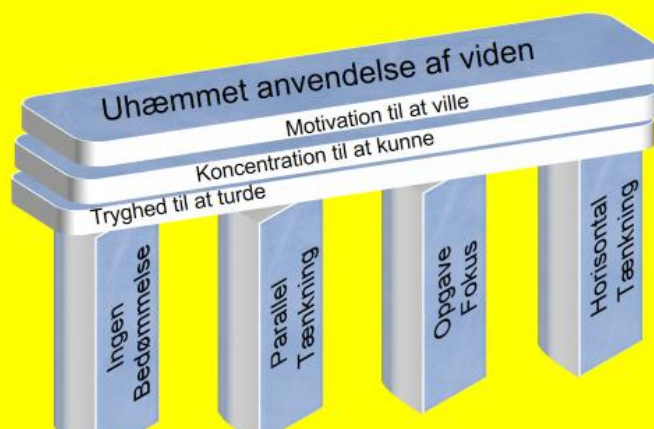 Uhæmmet anvendelse af viden
Motivation til at ville
Koncentration til at kunne
Tryghed til at turde
Ingen
Bedømmelse
Parallel
Tænkning
Opgave
Fokus
Horisontal
Tænkning